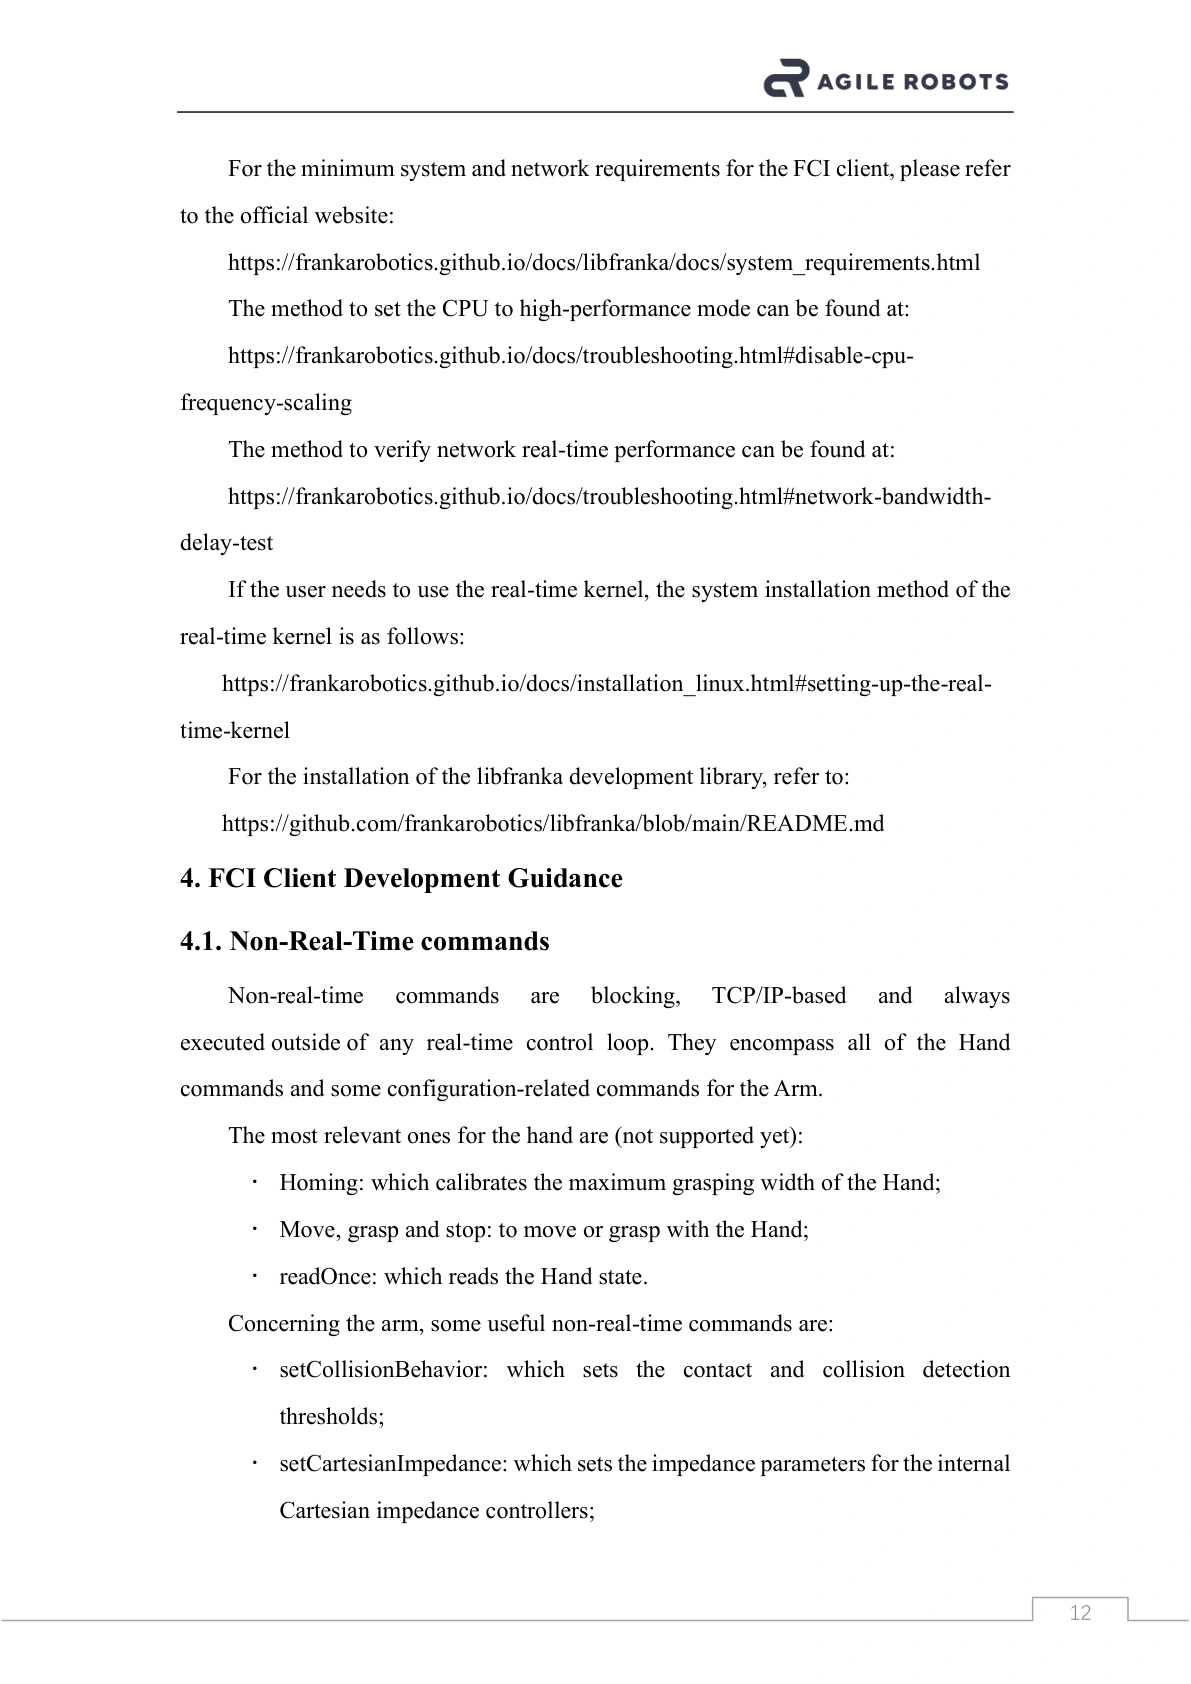 AGILE ROBOTS
For the minimum system and network requirements for the FCI client, please refer
to the official website:
https://frankarobotics.github.io/docs/libfranka/docs/system_requirements.html
The method to set the CPU to high-performance mode can be found at:
https://frankarobotics.github.io/docs/troubleshooting.html#disable-cpu-
frequency-scaling
The method to verify network real-time performance can be found at:
https://frankarobotics.github.io/docs/troubleshooting.html#network-bandwidth-
delay-test
If the user needs to use the real-time kernel, the system installation method of the
real-time kernel is as follows:
https://frankarobotics.github.io/docs/installation_linux.html#setting-up-the-real-
time-kernel
For the installation of the libfranka development library, refer to:
https://github.com/frankarobotics/libfranka/blob/main/README.md
4. FCI Client Development Guidance
4.1. Non-Real-Time commands
Non-real-time commands are blocking, TCP/IP-based and always
executed outside of any real-time control loop. They encompass all of the Hand
commands and some configuration-related commands for the Arm.
The most relevant ones for the hand are (not supported yet):
· Homing: which calibrates the maximum grasping width of the Hand;
· Move, grasp and stop: to move or grasp with the Hand;
· readOnce: which reads the Hand state.
Concerning the arm, some useful non-real-time commands are:
· setCollisionBehavior: which sets the contact and collision detection
thresholds;
· setCartesianImpedance: which sets the impedance parameters for the internal
Cartesian impedance controllers;
12